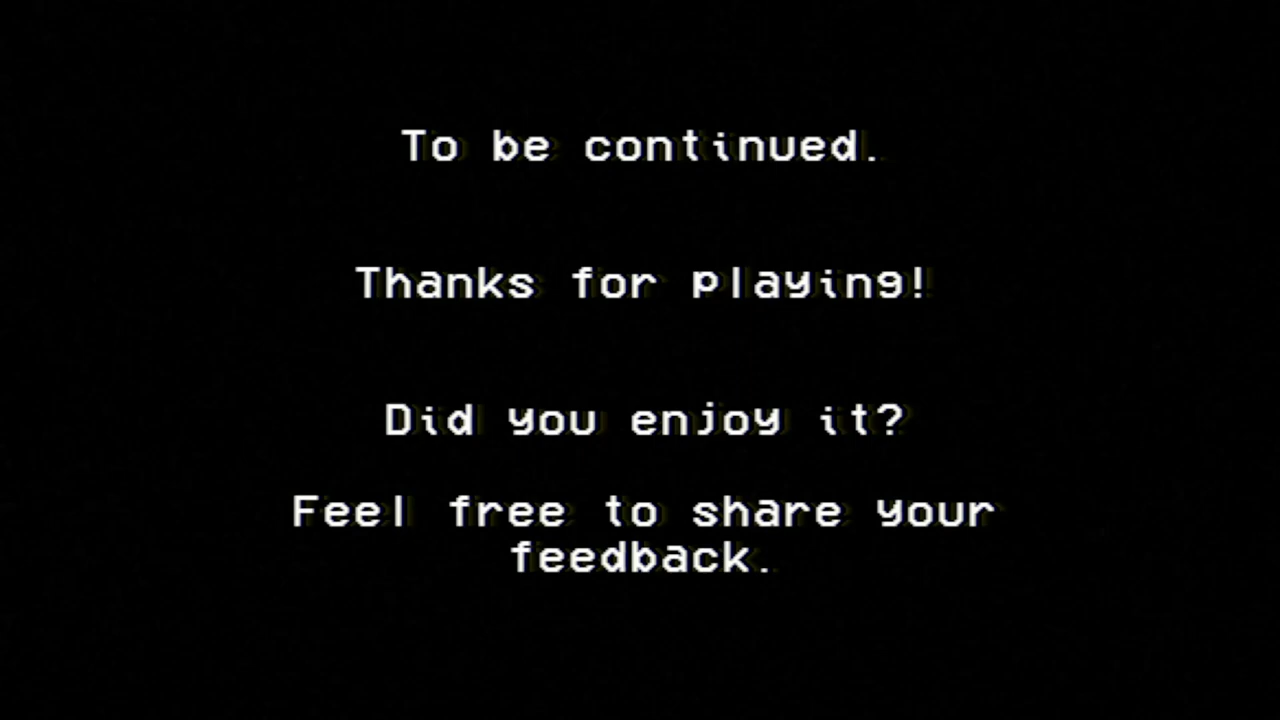 To be continued.
Thanks for playing!
Did you enjoy it?
Feel free to share your
feedback.